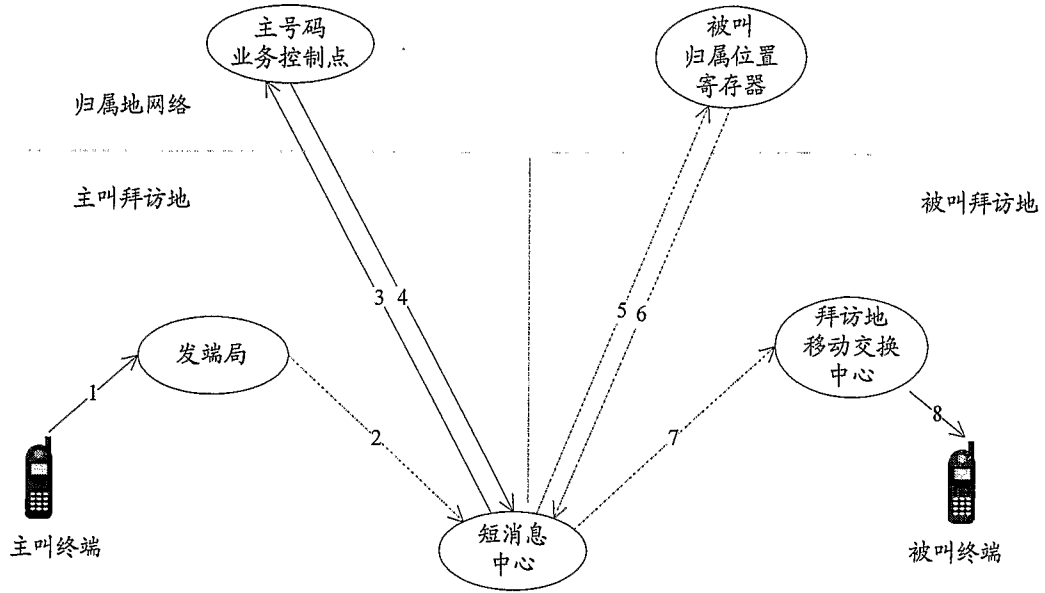 主号码
业务控制点
被叫
归属位置
寄存器
归属地网络
主叫拜访地
被叫拜访地
3 4
5 6
发端局
拜访地
移动交换
中心
1
2
7
8
短消息
中心
主叫终端
被叫终端